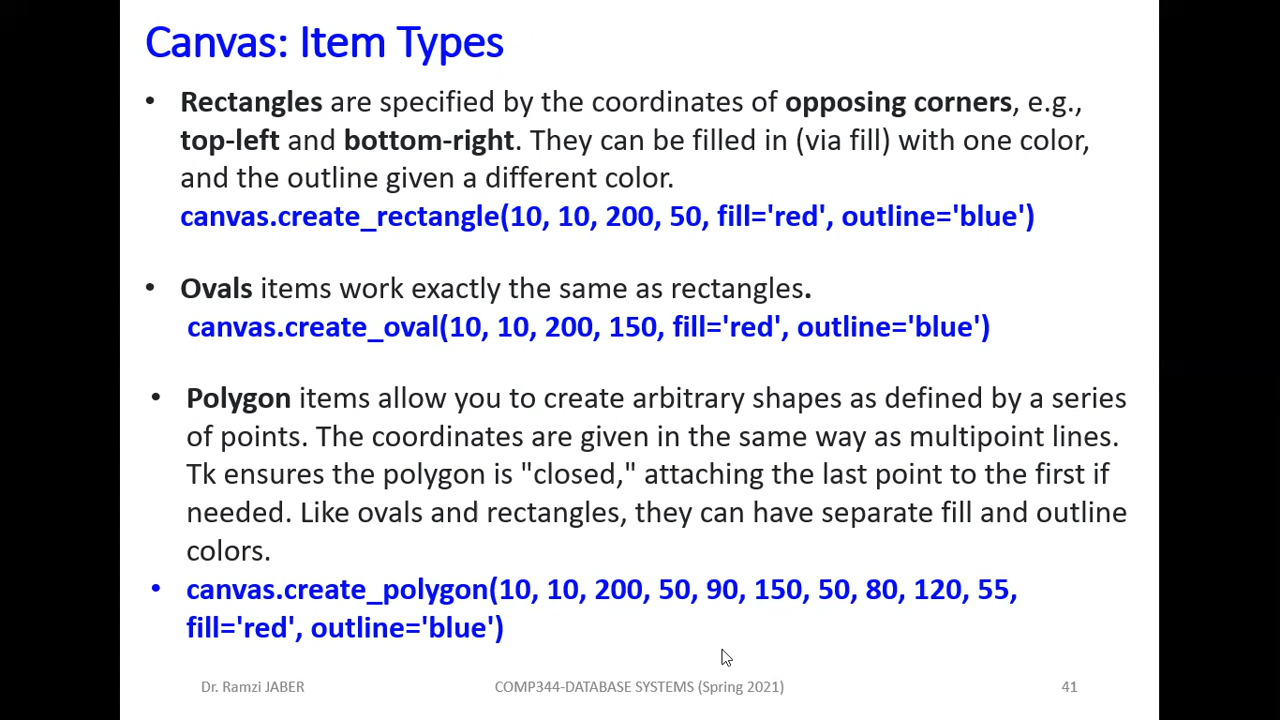 Canvas: Item Types
• Rectangles are specified by the coordinates of opposing corners, e.g.,
top-left and bottom-right. They can be filled in (via fill) with one color,
and the outline given a different color.
canvas.create_rectangle(10, 10, 200, 50, fill='red', outline='blue')
• Ovals items work exactly the same as rectangles.
canvas.create_oval(10, 10, 200, 150, fill='red', outline='blue')
• Polygon items allow you to create arbitrary shapes as defined by a series
of points. The coordinates are given in the same way as multipoint lines.
Tk ensures the polygon is "closed," attaching the last point to the first if
needed. Like ovals and rectangles, they can have separate fill and outline
colors.
• canvas.create_polygon(10, 10, 200, 50, 90, 150, 50, 80, 120, 55,
fill='red', outline='blue')
Dr. Ramzi JABER COMP344-DATABASE SYSTEMS (Spring 2021) 41